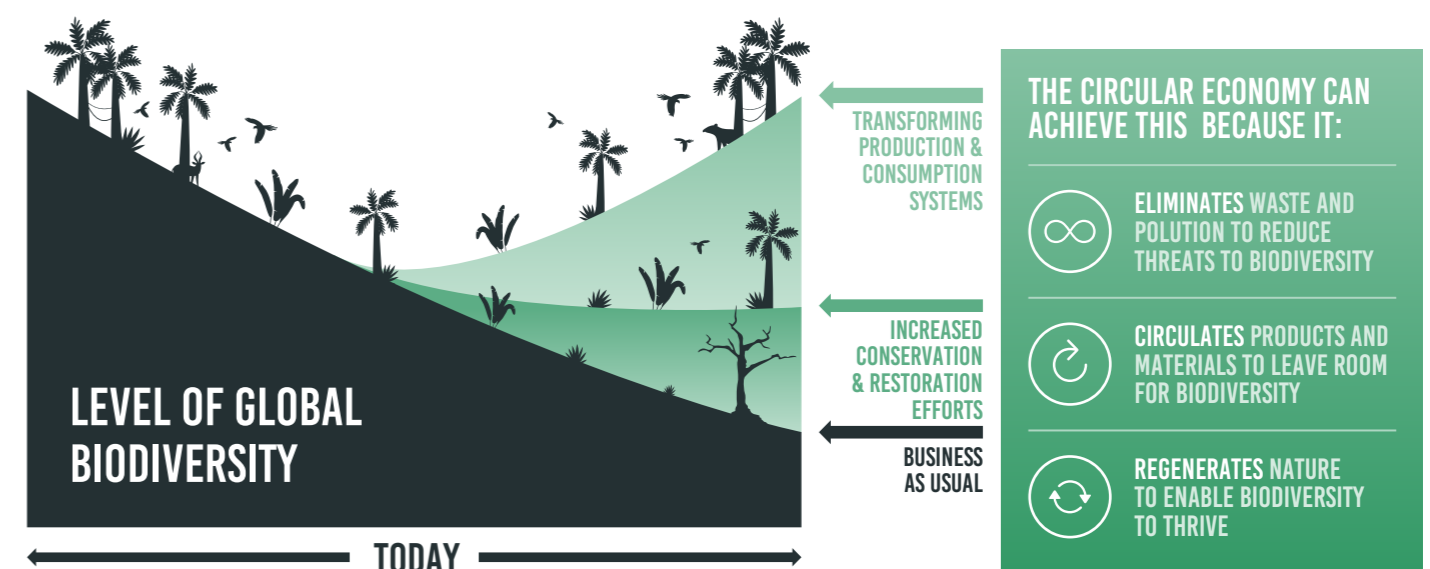 LEVEL OF GLOBAL
BIODIVERSITY
TODAY
TRANSFORMING
PRODUCTION &
CONSUMPTION
SYSTEMS
INCREASED
CONSERVATION
& RESTORATION
EFFORTS
BUSINESS
AS USUAL
THE CIRCULAR ECONOMY CAN
ACHIEVE THIS BECAUSE IT:
ELIMINATES WASTE AND
POLUTION TO REDUCE
THREATS TO BIODIVERSITY
CIRCULATES PRODUCTS AND
MATERIALS TO LEAVE ROOM
FOR BIODIVERSITY
REGENERATES NATURE
TO ENABLE BIODIVERSITY
TO THRIVE